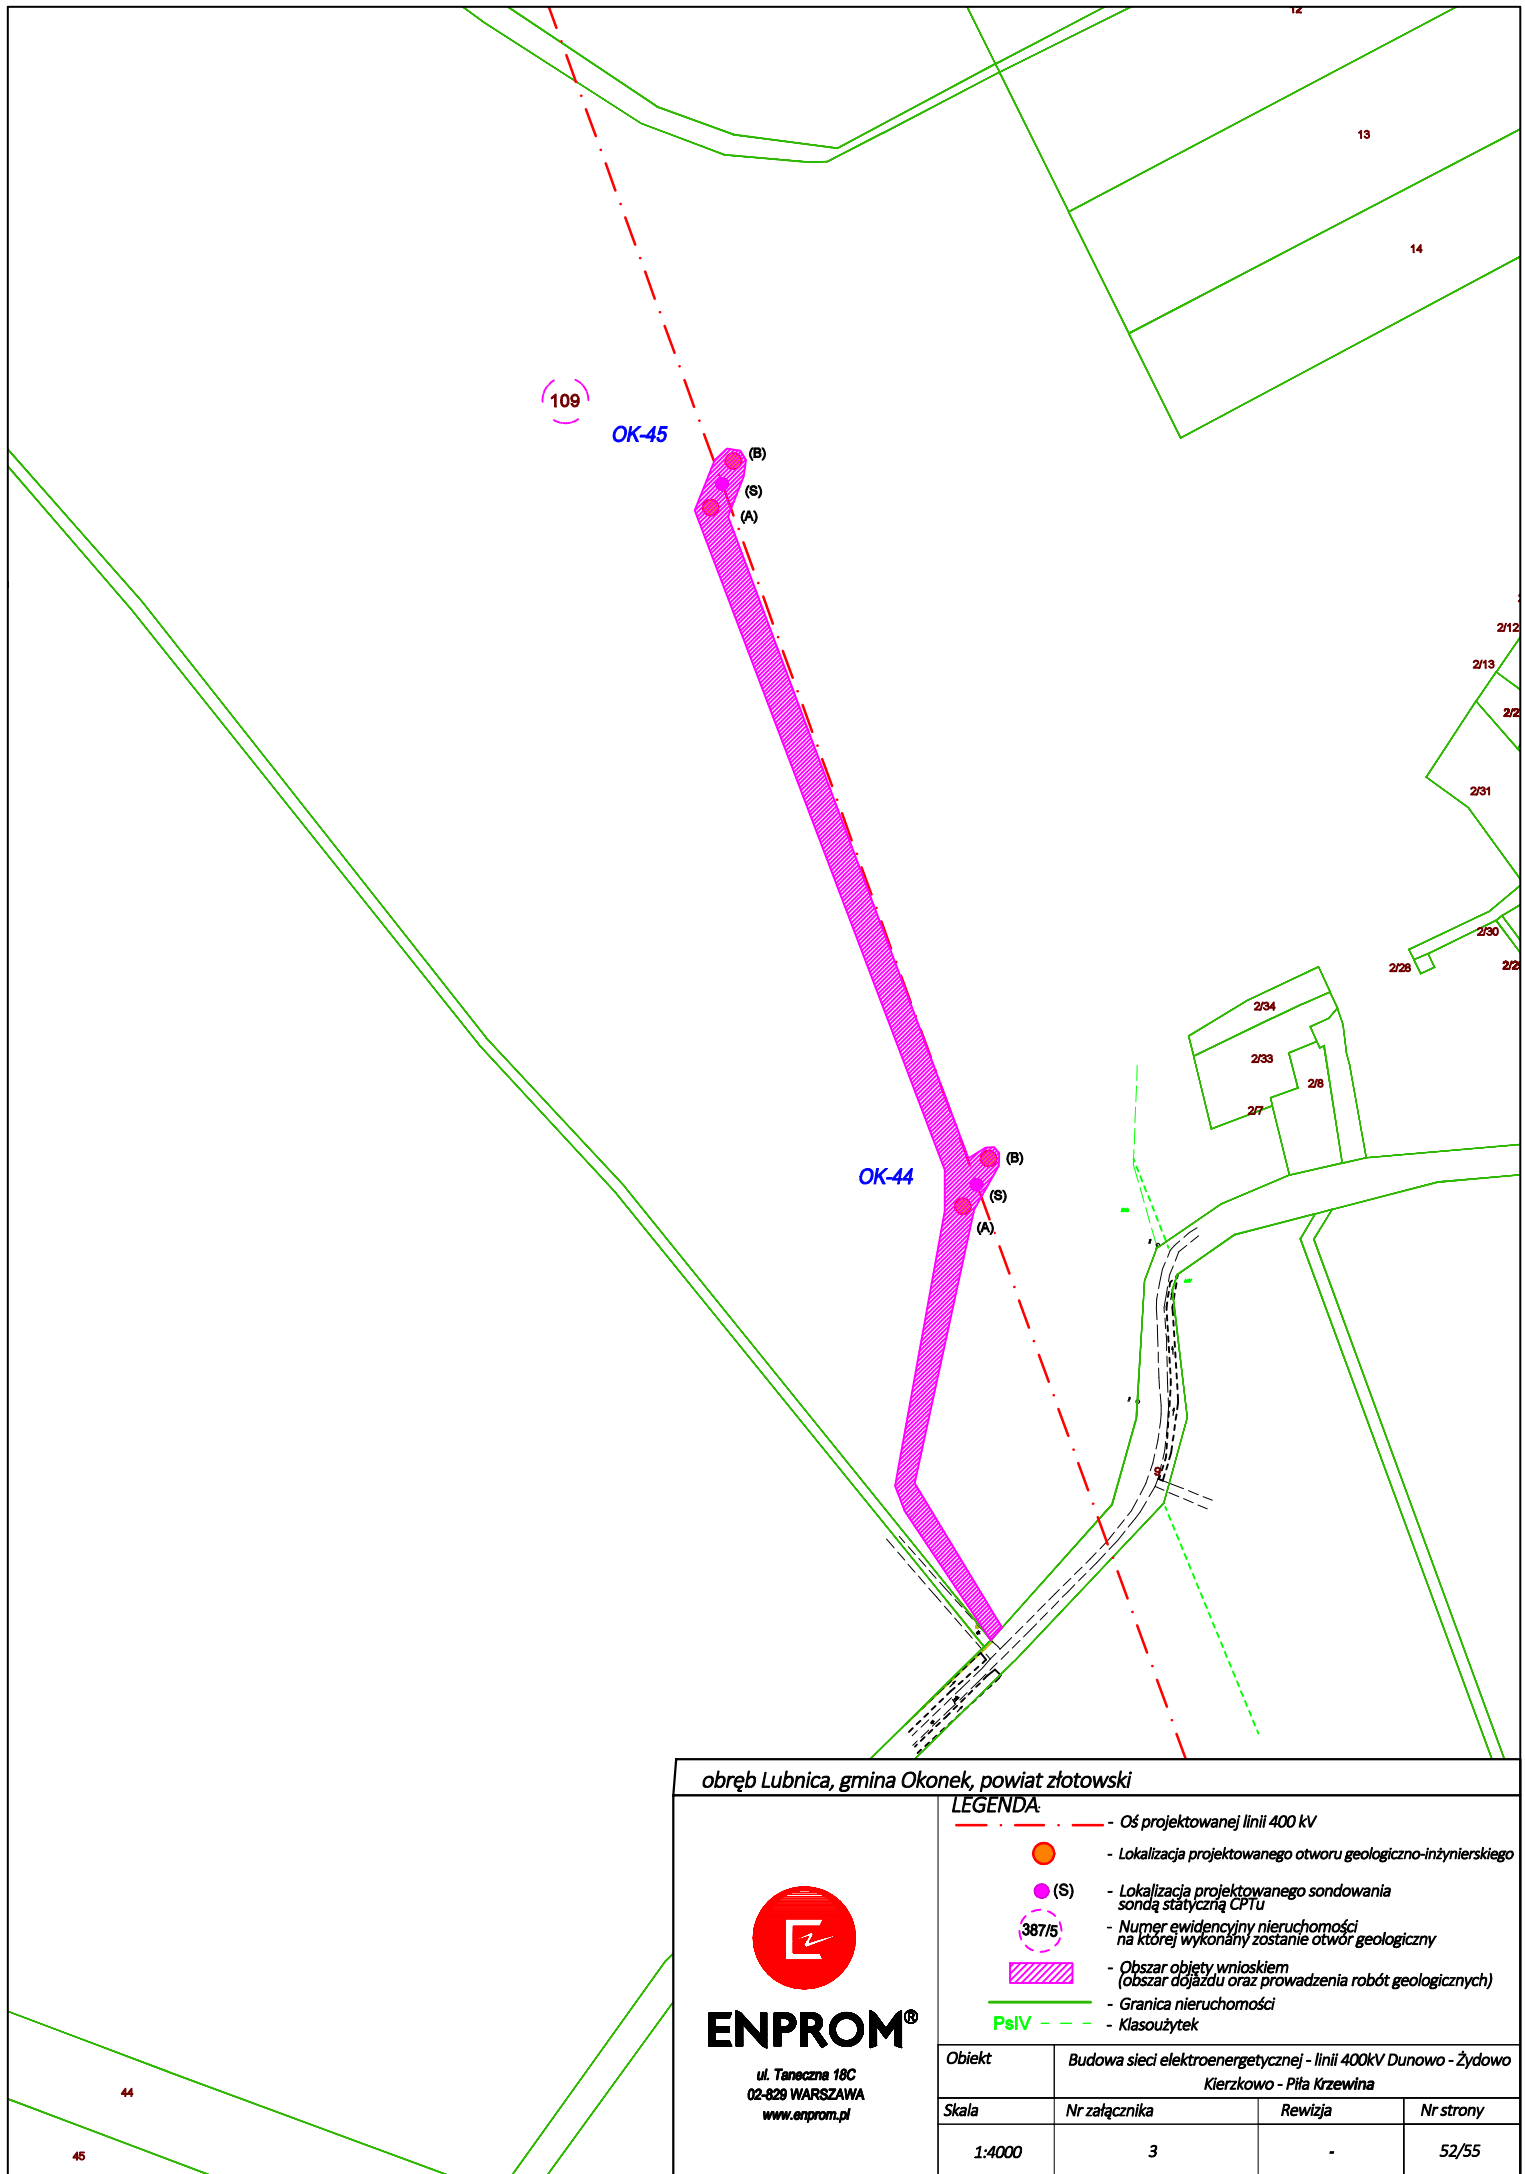 12
13
14
109
OK-45
(B)
(S)
(A)
2/12
2/13
2/2
2/31
2/30
2/28
2/2
2/34
2/33
2/8
2/7
OK-44
(B)
(S)
(A)
9
44
45
obręb Lubnica, gmina Okonek, powiat złotowski
LEGENDA:
- Oś projektowanej linii 400 kV
- Lokalizacja projektowanego otworu geologiczno-inżynierskiego
(S) - Lokalizacja projektowanego sondowania
sondą statyczną CPTu
387/5 - Numer ewidencyjny nieruchomości
na której wykonany zostanie otwór geologiczny
- Obszar objęty wnioskiem
(obszar dojazdu oraz prowadzenia robót geologicznych)
- Granica nieruchomości
PsIV - Klasoużytek
ENPROM®
ul. Taneczna 18C
02-829 WARSZAWA
www.enprom.pl
Obiekt
Budowa sieci elektroenergetycznej - linii 400kV Dunowo - Żydowo
Kierzkowo - Piła Krzewina
Skala Nr załącznika Rewizja Nr strony
1:4000 3 - 52/55